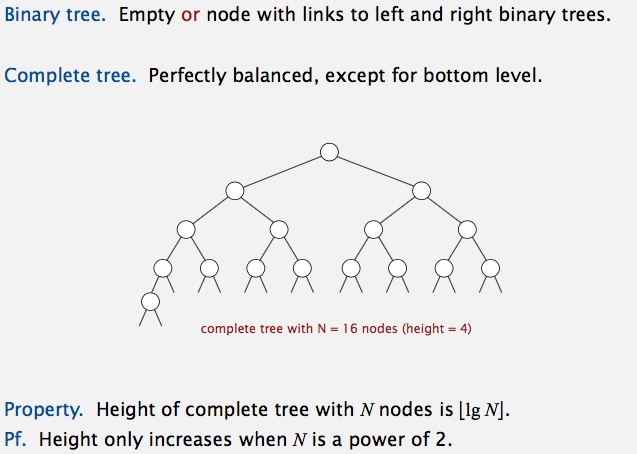 Binary tree. Empty or node with links to left and right binary trees.
Complete tree. Perfectly balanced, except for bottom level.
complete tree with N = 16 nodes (height = 4)
Property. Height of complete tree with N nodes is ⌊lg N⌋.
Pf. Height only increases when N is a power of 2.